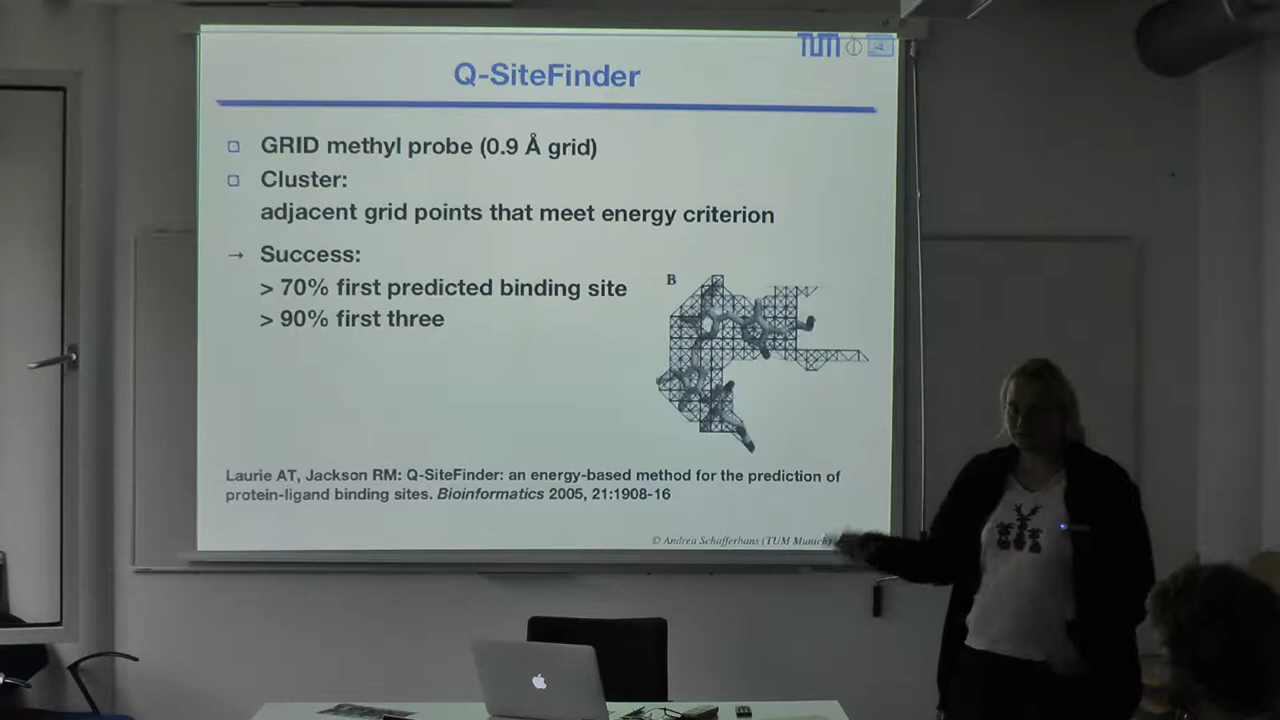 TUM
Q-SiteFinder
GRID methyl probe (0.9 Å grid)
Cluster:
adjacent grid points that meet energy criterion
→ Success:
> 70% first predicted binding site
> 90% first three
B
Laurie AT, Jackson RM: Q-SiteFinder: an energy-based method for the prediction of
protein-ligand binding sites. Bioinformatics 2005, 21:1908-16
© Andrea Schafferhans (TUM Munich)